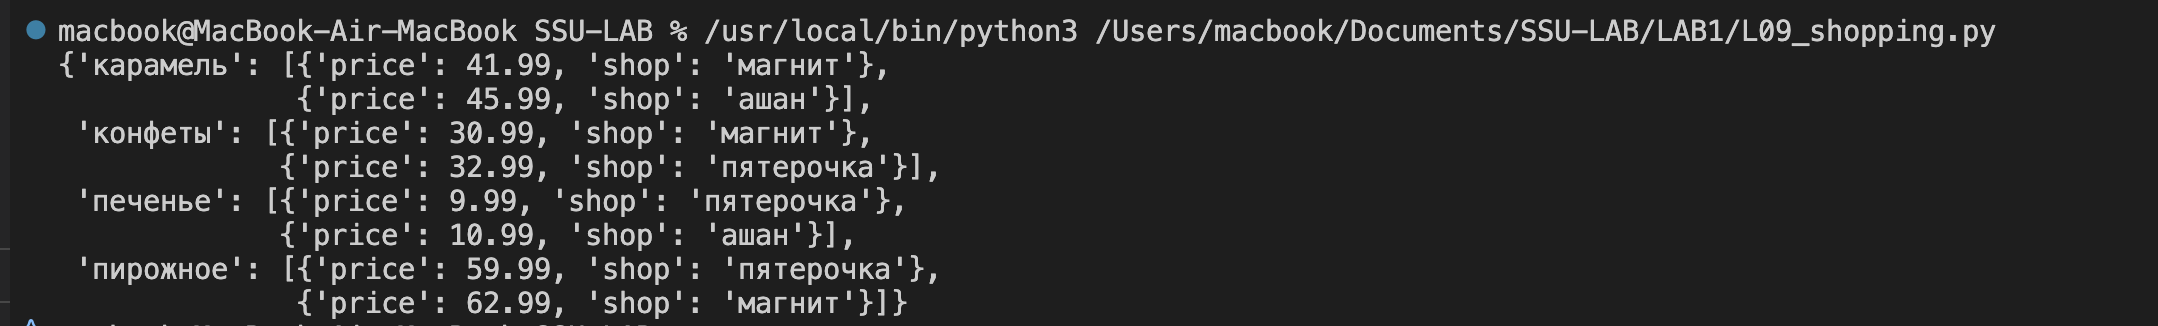 macbook@MacBook-Air-MacBook SSU-LAB % /usr/local/bin/python3 /Users/macbook/Documents/SSU-LAB/LAB1/L09_shopping.py
{'карамель': [{'price': 41.99, 'shop': 'магнит'},
              {'price': 45.99, 'shop': 'ашан'}],
 'конфеты': [{'price': 30.99, 'shop': 'магнит'},
             {'price': 32.99, 'shop': 'пятерочка'}],
 'печенье': [{'price': 9.99, 'shop': 'пятерочка'},
             {'price': 10.99, 'shop': 'ашан'}],
 'пирожное': [{'price': 59.99, 'shop': 'пятерочка'},
              {'price': 62.99, 'shop': 'магнит'}]}